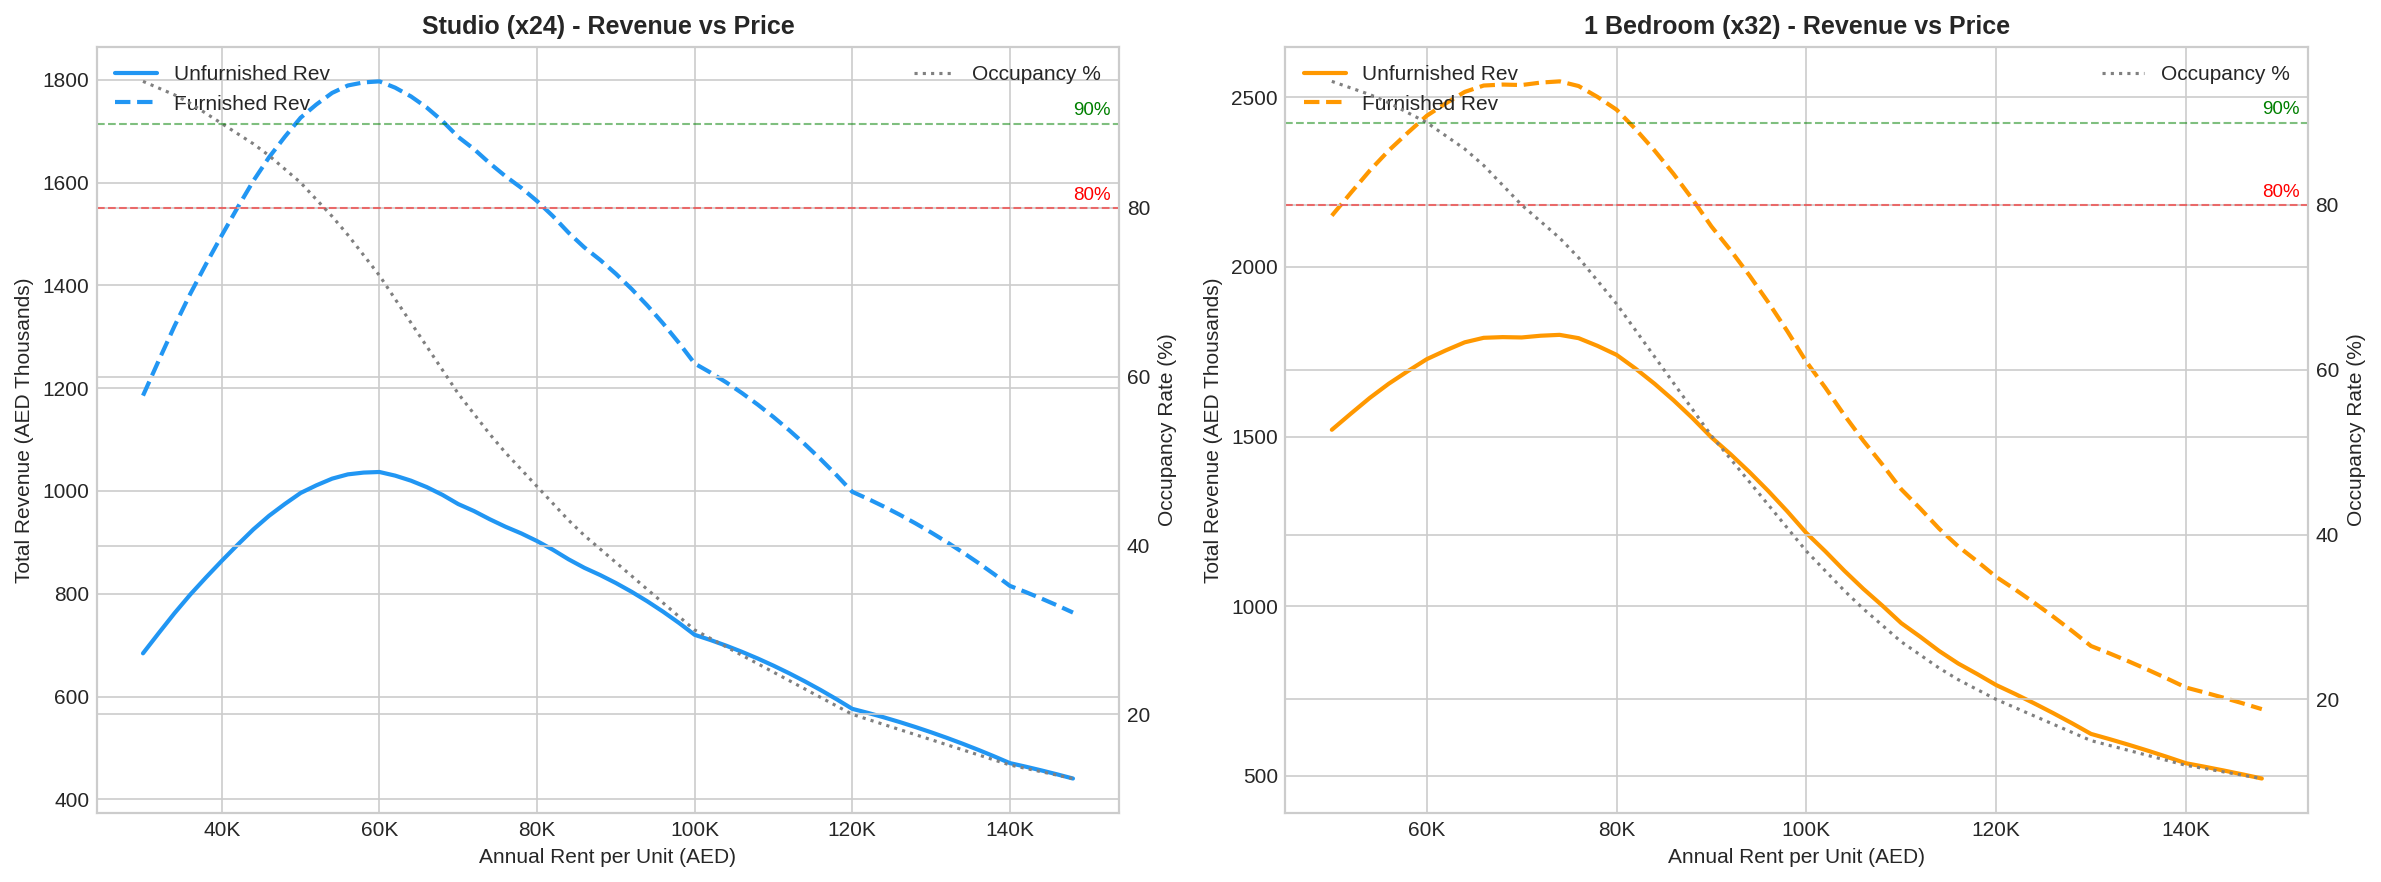 Studio (x24) - Revenue vs Price
Unfurnished Rev
Furnished Rev
Occupancy %
90%
80%
1800
1600
1400
1200
1000
800
600
400
80
60
40
20
Total Revenue (AED Thousands)
Occupancy Rate (%)
40K 60K 80K 100K 120K 140K
Annual Rent per Unit (AED)
1 Bedroom (x32) - Revenue vs Price
Unfurnished Rev
Furnished Rev
Occupancy %
90%
80%
2500
2000
1500
1000
500
80
60
40
20
Total Revenue (AED Thousands)
Occupancy Rate (%)
60K 80K 100K 120K 140K
Annual Rent per Unit (AED)